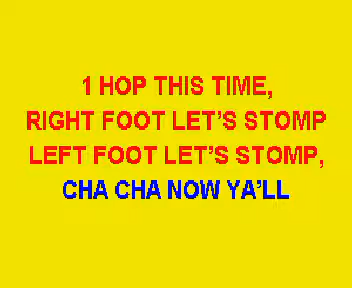 1 HOP THIS TIME,
RIGHT FOOT LET’S STOMP
LEFT FOOT LET’S STOMP,
CHA CHA NOW YA’LL